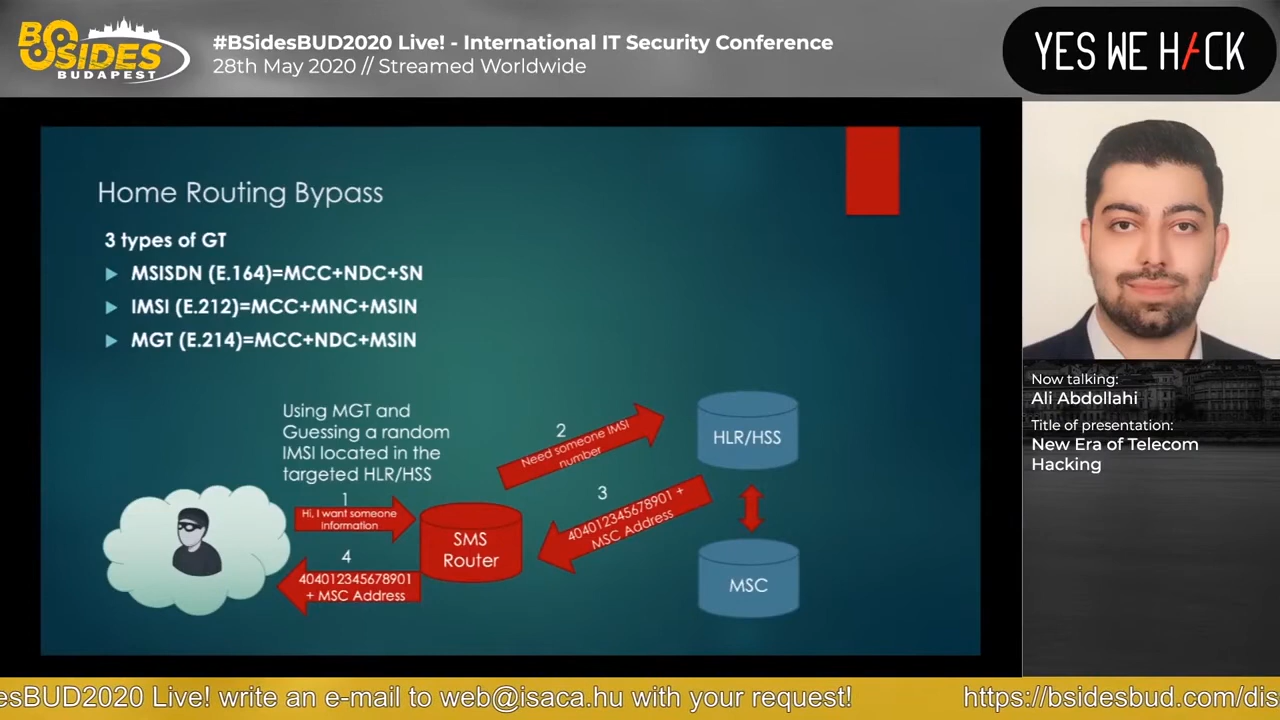 BSIDES
BUDAPEST
#BSidesBUD2020 Live! - International IT Security Conference
28th May 2020 // Streamed Worldwide
YES WE H/CK
Home Routing Bypass
3 types of GT
MSISDN (E.164)=MCC+NDC+SN
IMSI (E.212)=MCC+MNC+MSIN
MGT (E.214)=MCC+NDC+MSIN
Using MGT and
Guessing a random
IMSI located in the
targeted HLR/HSS
1
Hi, I want someone
Information
2
Need someone IMSI
number
3
404012345678901 +
MSC Address
4
404012345678901
+ MSC Address
SMS
Router
HLR/HSS
MSC
Now talking:
Ali Abdollahi
Title of presentation:
New Era of Telecom
Hacking
esBUD2020 Live! write an e-mail to web@isaca.hu with your request!
https://bsidesbud.com/dis